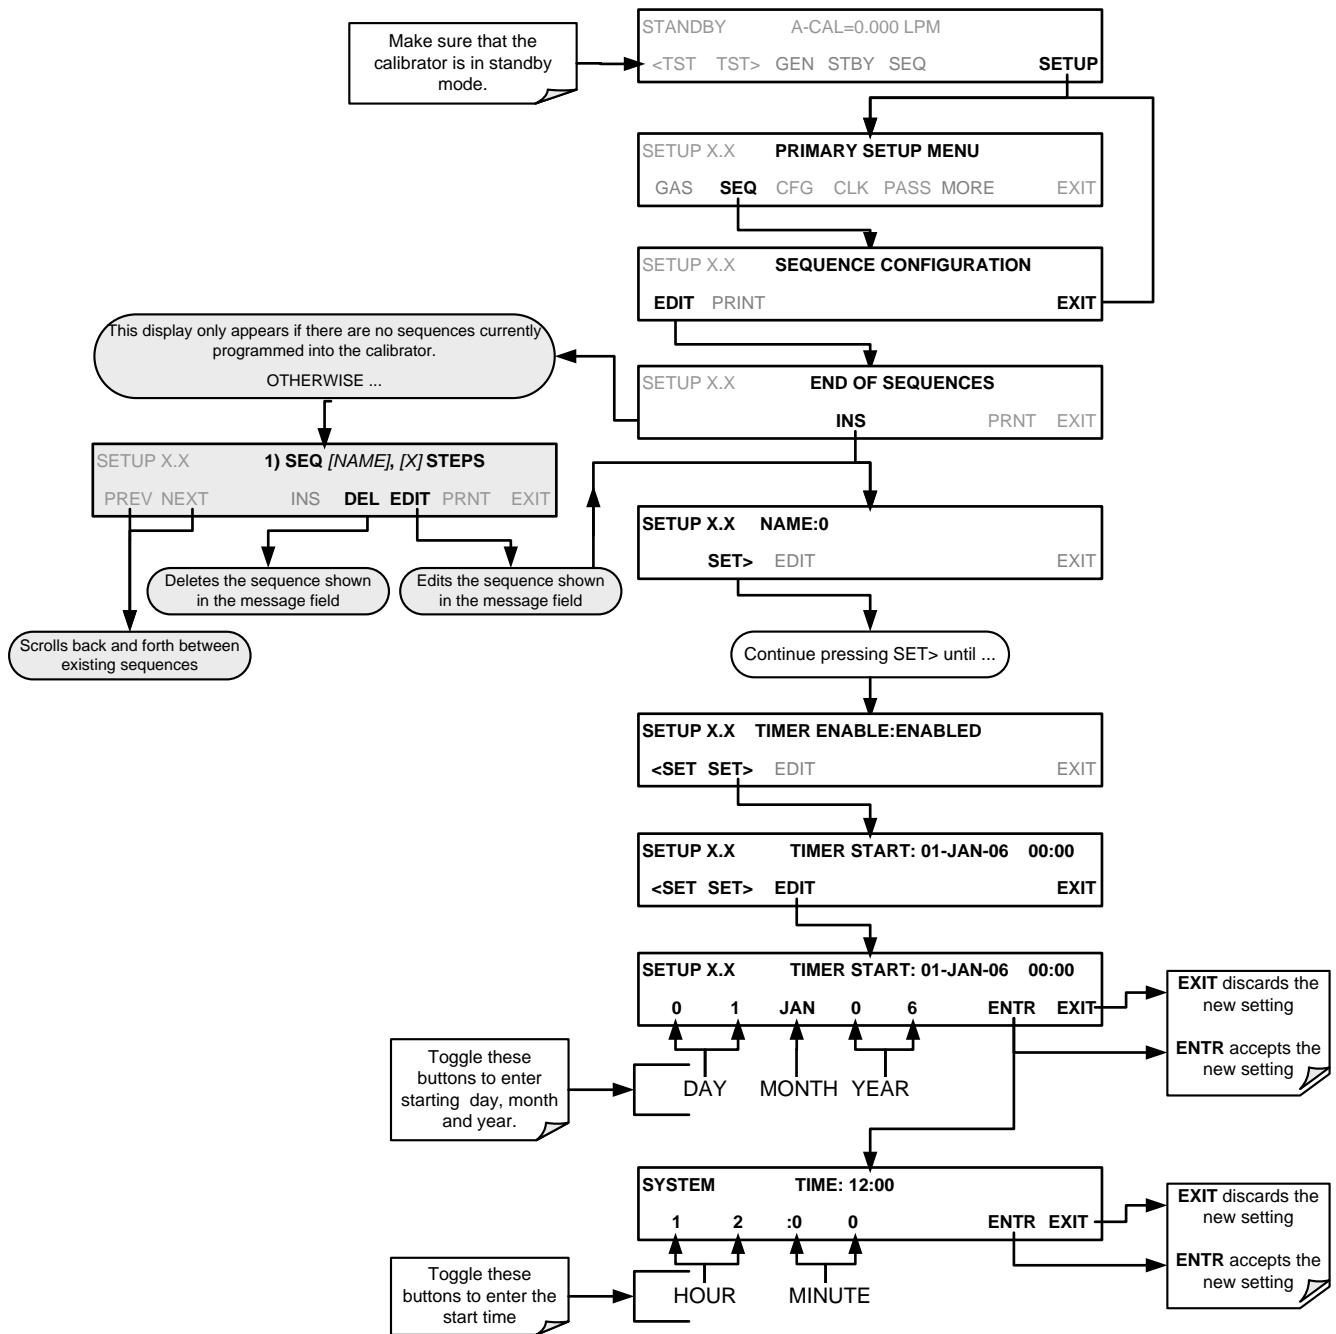 Make sure that the
calibrator is in standby
mode.
STANDBY A-CAL=0.000 LPM
<TST TST> GEN STBY SEQ SETUP
SETUP X.X PRIMARY SETUP MENU
GAS SEQ CFG CLK PASS MORE EXIT
SETUP X.X SEQUENCE CONFIGURATION
EDIT PRINT EXIT
This display only appears if there are no sequences currently
programmed into the calibrator.
OTHERWISE ...
SETUP X.X END OF SEQUENCES
INS PRNT EXIT
SETUP X.X 1) SEQ [NAME], [X] STEPS
PREV NEXT INS DEL EDIT PRNT EXIT
Deletes the sequence shown
in the message field
Edits the sequence shown
in the message field
Scrolls back and forth between
existing sequences
SETUP X.X NAME:0
SET> EDIT EXIT
Continue pressing SET> until ...
SETUP X.X TIMER ENABLE:ENABLED
<SET SET> EDIT EXIT
SETUP X.X TIMER START: 01-JAN-06 00:00
<SET SET> EDIT EXIT
SETUP X.X TIMER START: 01-JAN-06 00:00
0 1 JAN 0 6 ENTR EXIT
EXIT discards the
new setting
ENTR accepts the
new setting
Toggle these
buttons to enter
starting day, month
and year.
DAY MONTH YEAR
SYSTEM TIME: 12:00
1 2 :0 0 ENTR EXIT
EXIT discards the
new setting
ENTR accepts the
new setting
Toggle these
buttons to enter the
start time
HOUR MINUTE